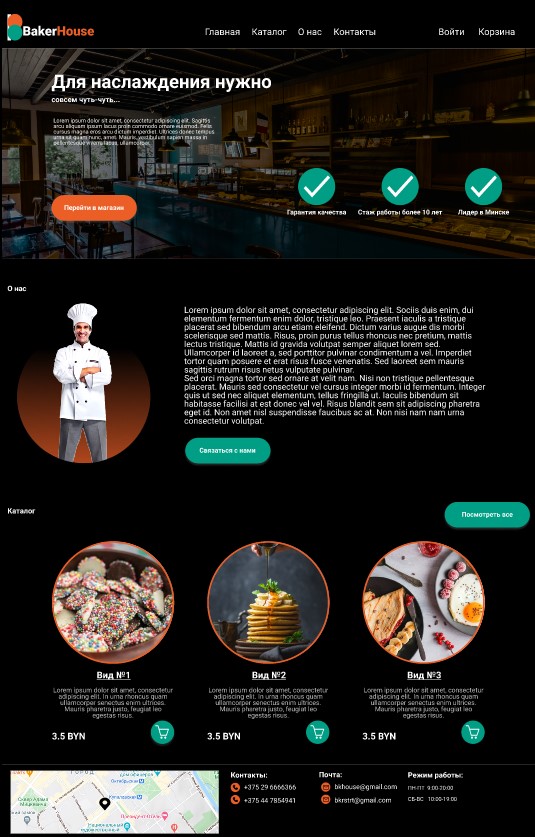 BakerHouse
Главная Каталог О нас Контакты Войти Корзина
Для наслаждения нужно
совсем чуть-чуть...
Lorem ipsum dolor sit amet, consectetur adipiscing elit. Sagittis
arcu aliquam ipsum lacus proin commodo ornare euismod. Felis
cursus magna eros arcu dictum imperdiet. Ultrices donec tempus
urna sit quam nunc, amet. Mauris, vestibulum sapien massa in
pellentesque viverra lacus, ullamcorper.
Перейти в магазин
Гарантия качества Стаж работы более 10 лет Лидер в Минске
О нас
Lorem ipsum dolor sit amet, consectetur adipiscing elit. Sociis duis enim, dui
elementum fermentum enim dolor, tristique leo. Praesent iaculis a tristique
placerat sed bibendum arcu etiam eleifend. Dictum varius augue dis morbi
scelerisque sed mattis. Risus, proin purus tellus rhoncus nec pretium, mattis
lectus tristique. Mattis id gravida volutpat semper aliquet lorem sed.
Ullamcorper id laoreet a, sed porttitor pulvinar condimentum a vel. Imperdiet
tortor quam posuere et erat risus fusce venenatis. Sed laoreet sem mauris
sagittis rutrum risus netus vulputate pulvinar.
Sed orci magna tortor sed ornare at velit nam. Nisi non tristique pellentesque
placerat. Mauris sed consectetur vel cursus integer morbi id fermentum. Integer
quis ut sed nec aliquet elementum, tellus fringilla ut. Iaculis bibendum sit
habitasse facilisi at est donec vel vel. Risus blandit sem sit adipiscing pharetra
eget id. Non amet nisl suspendisse faucibus ac at. Non nisi nam nam urna
consectetur volutpat.
Связаться с нами
Каталог
Посмотреть все
Вид №1
Lorem ipsum dolor sit amet, consectetur
adipiscing elit. In urna rhoncus quam
ullamcorper diam enim ultricies.
Mauris pharetra justo, feugiat leo
egestas risus.
3.5 BYN
Вид №2
Lorem ipsum dolor sit amet, consectetur
adipiscing elit. In urna rhoncus quam
ullamcorper diam enim ultricies.
Mauris pharetra justo, feugiat leo
egestas risus.
3.5 BYN
Вид №3
Lorem ipsum dolor sit amet, consectetur
adipiscing elit. In urna rhoncus quam
ullamcorper diam enim ultricies.
Mauris pharetra justo, feugiat leo
egestas risus.
3.5 BYN
Контакты:
+375 29 6666366
+375 44 7854941
Почта:
bkhouse@gmail.com
bkrstrt@gmail.com
Режим работы:
ПН-ПТ 9:00-20:00
СБ-ВС 10:00-19:00